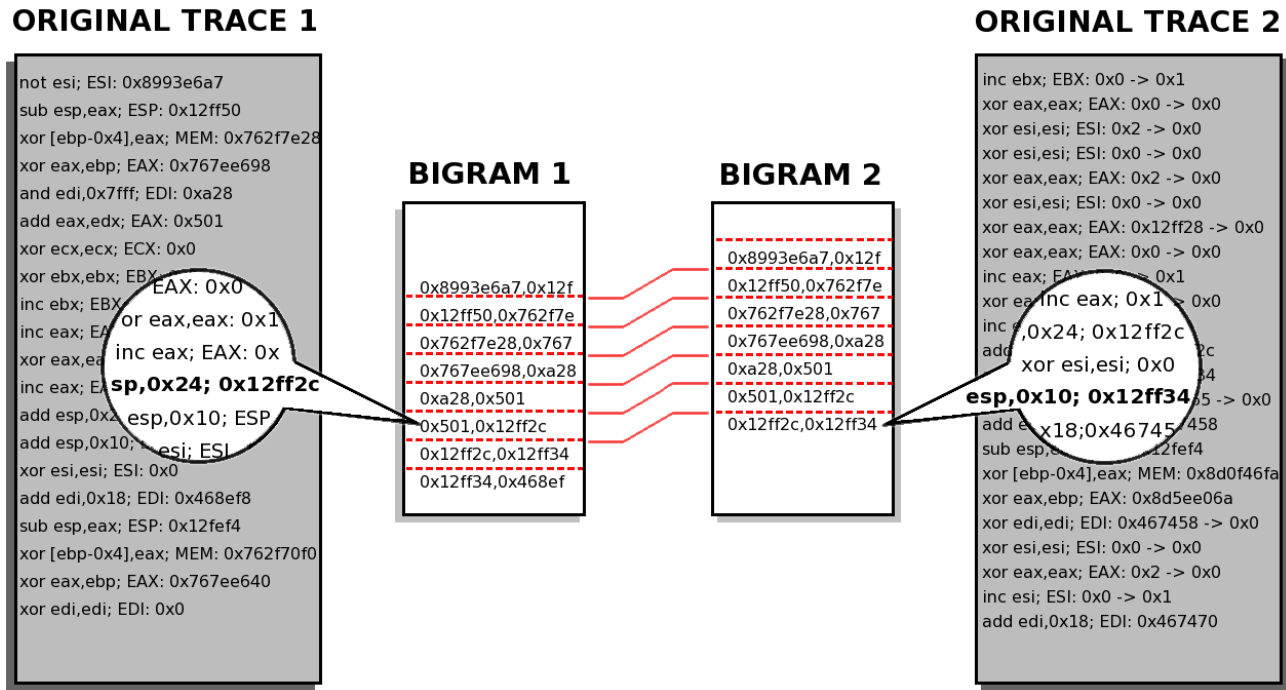 ORIGINAL TRACE 1
not esi; ESI: 0x8993e6a7
sub esp,eax; ESP: 0x12ff50
xor [ebp-0x4],eax; MEM: 0x762f7e28
xor eax,ebp; EAX: 0x767ee698
and edi,0x7fff; EDI: 0xa28
add eax,edx; EAX: 0x501
xor ecx,ecx; ECX: 0x0
xor ebx,ebx; EBX:
inc ebx; EBX
inc eax; EA
xor eax,ea
inc eax; E
add esp,0x2
add esp,0x10;
xor esi,esi; ESI: 0x0
add edi,0x18; EDI: 0x468ef8
sub esp,eax; ESP: 0x12fef4
xor [ebp-0x4],eax; MEM: 0x762f70f0
xor eax,ebp; EAX: 0x767ee640
xor edi,edi; EDI: 0x0
EAX: 0x0
or eax,eax: 0x1
inc eax; EAX: 0x
sp,0x24; 0x12ff2c
esp,0x10; ESP
esi; ESI
BIGRAM 1
0x8993e6a7,0x12f
0x12ff50,0x762f7e
0x762f7e28,0x767
0x767ee698,0xa28
0xa28,0x501
0x501,0x12ff2c
0x12ff2c,0x12ff34
0x12ff34,0x468ef
BIGRAM 2
0x8993e6a7,0x12f
0x12ff50,0x762f7e
0x762f7e28,0x767
0x767ee698,0xa28
0xa28,0x501
0x501,0x12ff2c
0x12ff2c,0x12ff34
ORIGINAL TRACE 2
inc ebx; EBX: 0x0 -> 0x1
xor eax,eax; EAX: 0x0 -> 0x0
xor esi,esi; ESI: 0x2 -> 0x0
xor esi,esi; ESI: 0x0 -> 0x0
xor eax,eax; EAX: 0x2 -> 0x0
xor esi,esi; ESI: 0x0 -> 0x0
xor eax,eax; EAX: 0x12ff28 -> 0x0
xor eax,eax; EAX: 0x0 -> 0x0
inc eax; EA > 0x1
xor ea > 0x0
inc
add 2c
34
55 -> 0x0
add e 7458
sub esp,e 12fef4
xor [ebp-0x4],eax; MEM: 0x8d0f46fa
xor eax,ebp; EAX: 0x8d5ee06a
xor edi,edi; EDI: 0x467458 -> 0x0
xor esi,esi; ESI: 0x0 -> 0x0
xor eax,eax; EAX: 0x2 -> 0x0
inc esi; ESI: 0x0 -> 0x1
add edi,0x18; EDI: 0x467470
inc eax; 0x1
,0x24; 0x12ff2c
xor esi,esi; 0x0
esp,0x10; 0x12ff34
x18;0x46745